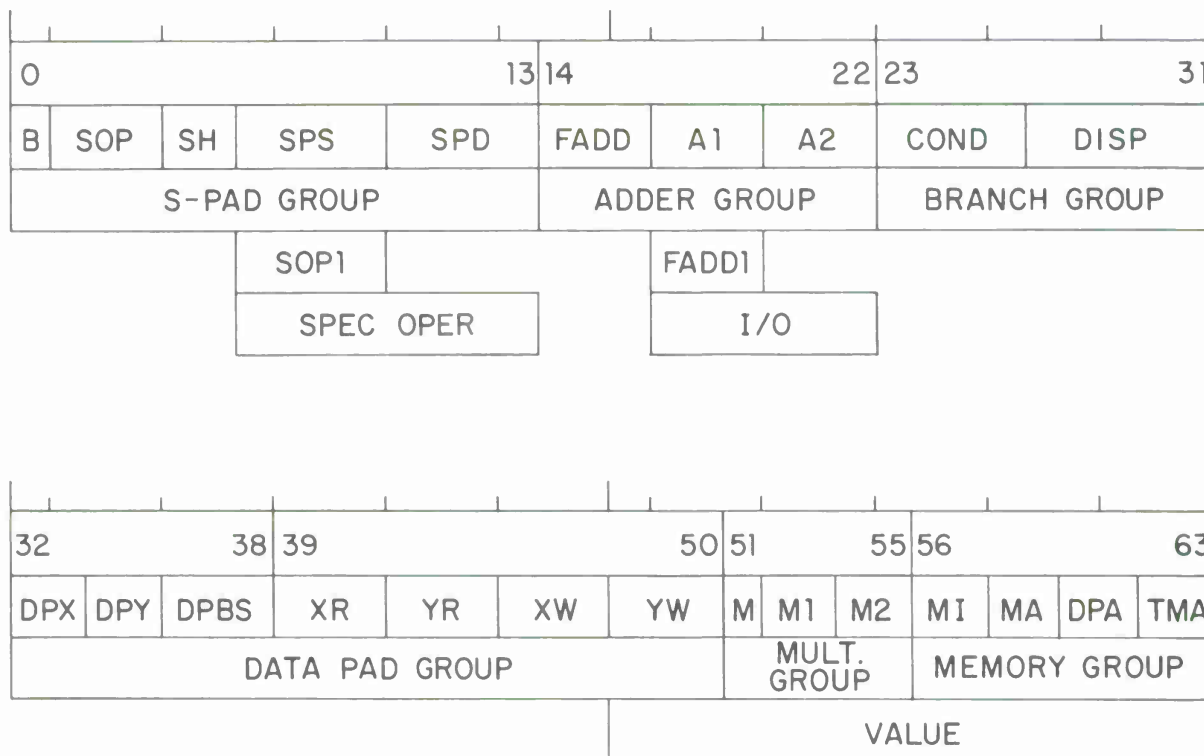 0 13 14 22 23 31
B SOP SH SPS SPD FADD A1 A2 COND DISP
S-PAD GROUP ADDER GROUP BRANCH GROUP
SOP1 FADD1
SPEC OPER I/O
32 38 39 50 51 55 56 63
DPX DPY DPBS XR YR XW YW M M1 M2 MI MA DPA TMA
DATA PAD GROUP MULT. GROUP MEMORY GROUP
VALUE